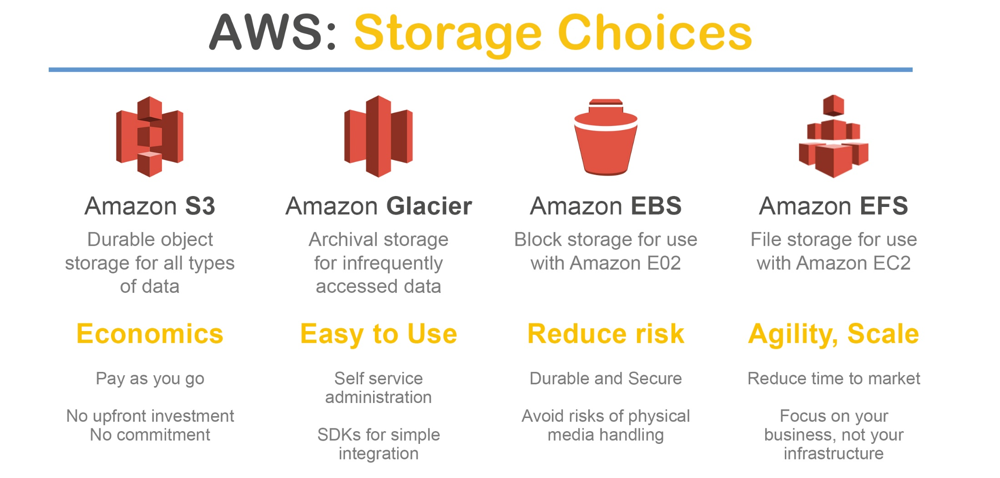 AWS: Storage Choices
Amazon S3
Durable object
storage for all types
of data
Amazon Glacier
Archival storage
for infrequently
accessed data
Amazon EBS
Block storage for use
with Amazon E02
Amazon EFS
File storage for use
with Amazon EC2
Economics
Pay as you go
No upfront investment
No commitment
Easy to Use
Self service
administration
SDKs for simple
integration
Reduce risk
Durable and Secure
Avoid risks of physical
media handling
Agility, Scale
Reduce time to market
Focus on your
business, not your
infrastructure